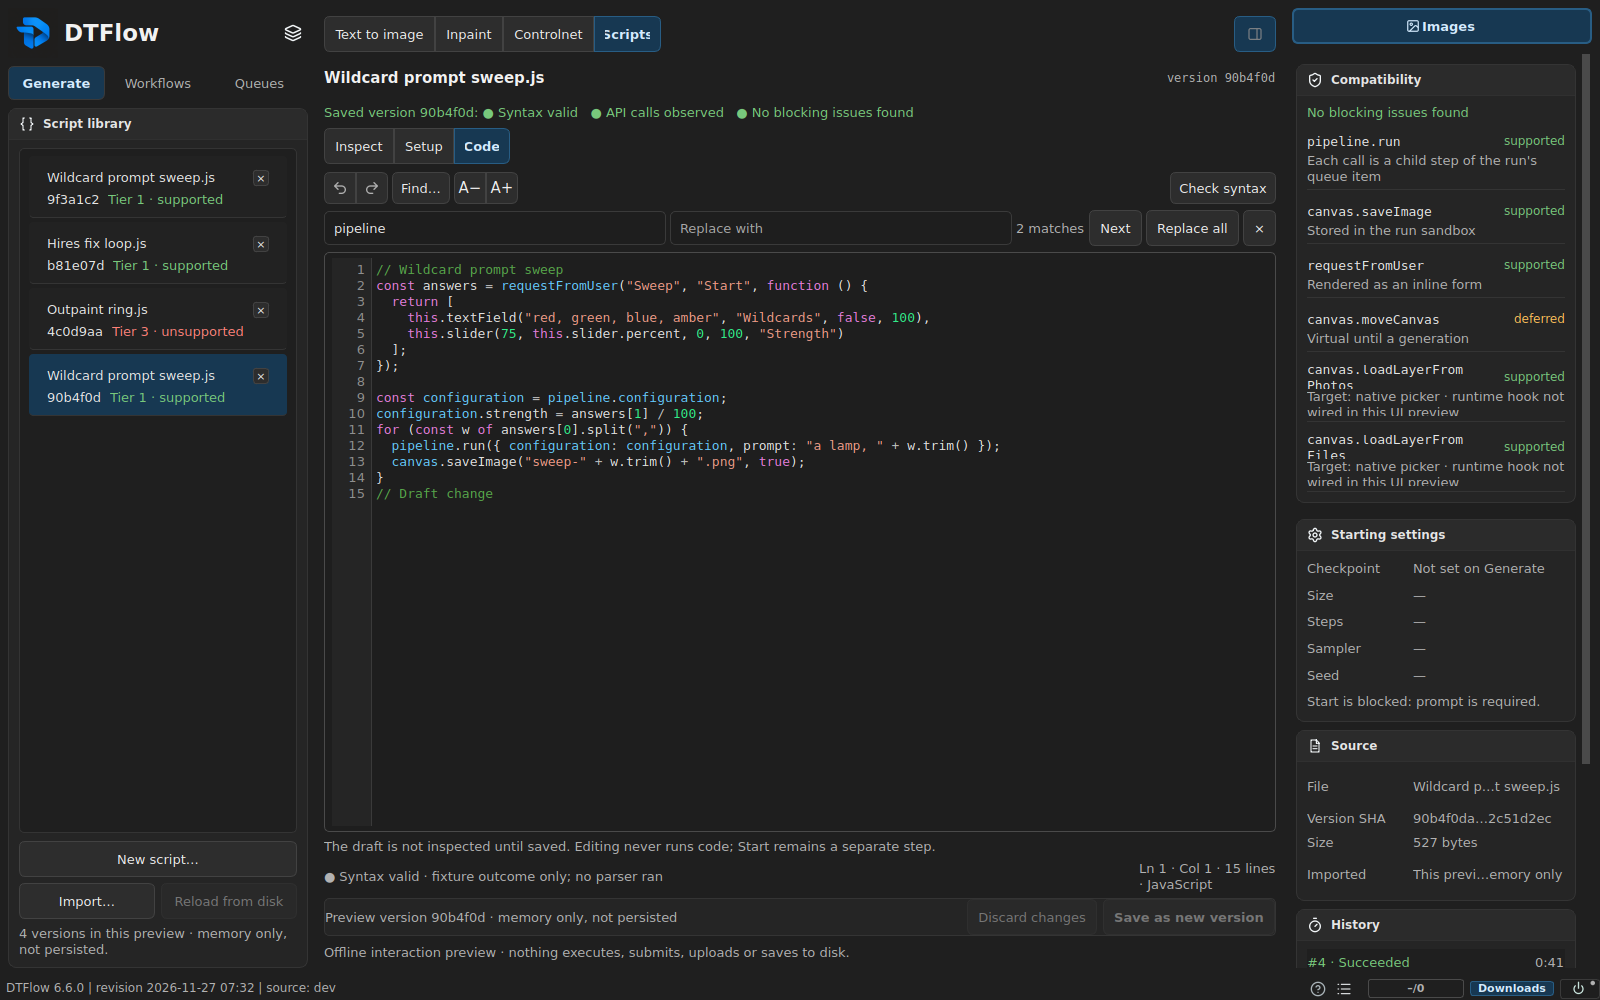 DTFlow
Generate
Workflows
Queues
Script library
Wildcard prompt sweep.js
9f3a1c2 Tier 1 · supported
Hires fix loop.js
b81e07d Tier 1 · supported
Outpaint ring.js
4c0d9aa Tier 3 · unsupported
Wildcard prompt sweep.js
90b4f0d Tier 1 · supported
New script...
Import...
Reload from disk
4 versions in this preview · memory only,
not persisted.
Text to image
Inpaint
Controlnet
Scripts
Wildcard prompt sweep.js
version 90b4f0d
Saved version 90b4f0d: ● Syntax valid ● API calls observed ● No blocking issues found
Inspect
Setup
Code
Find...
A−
A+
Check syntax
pipeline
Replace with
2 matches
Next
Replace all
×
1 // Wildcard prompt sweep
2 const answers = requestFromUser("Sweep", "Start", function () {
3 return [
4 this.textField("red, green, blue, amber", "Wildcards", false, 100),
5 this.slider(75, this.slider.percent, 0, 100, "Strength")
6 ];
7 });
8
9 const configuration = pipeline.configuration;
10 configuration.strength = answers[1] / 100;
11 for (const w of answers[0].split(",")) {
12 pipeline.run({ configuration: configuration, prompt: "a lamp, " + w.trim() });
13 canvas.saveImage("sweep-" + w.trim() + ".png", true);
14 }
15 // Draft change
The draft is not inspected until saved. Editing never runs code; Start remains a separate step.
● Syntax valid · fixture outcome only; no parser ran
Ln 1 · Col 1 · 15 lines
· JavaScript
Preview version 90b4f0d · memory only, not persisted
Discard changes
Save as new version
Offline interaction preview · nothing executes, submits, uploads or saves to disk.
Images
Compatibility
No blocking issues found
pipeline.run supported
Each call is a child step of the run's
queue item
canvas.saveImage supported
Stored in the run sandbox
requestFromUser supported
Rendered as an inline form
canvas.moveCanvas deferred
Virtual until a generation
canvas.loadLayerFrom
Photos supported
Target: native picker · runtime hook not
wired in this UI preview
canvas.loadLayerFrom
Files supported
Target: native picker · runtime hook not
wired in this UI preview
Starting settings
Checkpoint Not set on Generate
Size —
Steps —
Sampler —
Seed —
Start is blocked: prompt is required.
Source
File Wildcard p...t sweep.js
Version SHA 90b4f0da...2c51d2ec
Size 527 bytes
Imported This previ...emory only
History
#4 · Succeeded 0:41
DTFlow 6.6.0 | revision 2026-11-27 07:32 | source: dev
–/0
Downloads